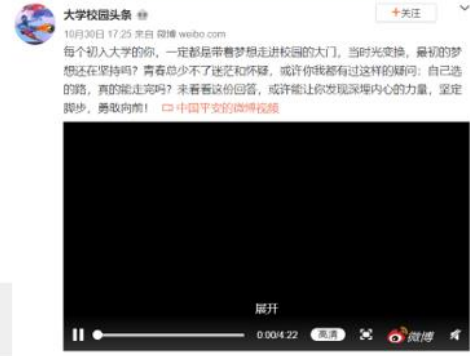 大学校园头条
+关注
10月30日 17:25 来自 微博 weibo.com
每个初入大学的你，一定都是带着梦想走进校园的大门，当时光变换，最初的梦
想还在坚持吗？青春总少不了迷茫和怀疑，或许你我都有过这样的疑问：自己选
的路，真的能走完吗？来看看这份回答，或许能让你发现深埋内心的力量，坚定
脚步，勇敢向前！ 中国平安的微博视频
展开
0:00/4:22 高清 微博